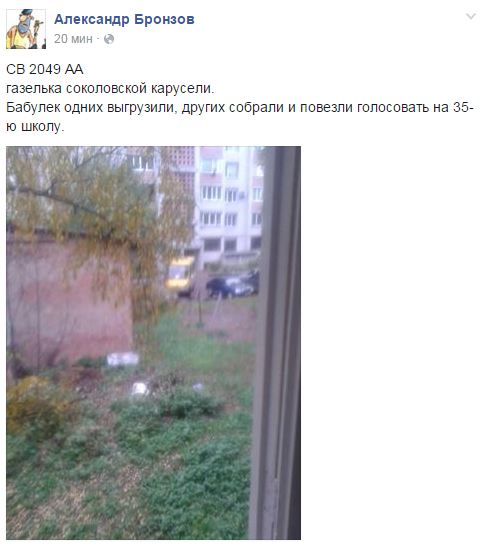 Александр Бронзов
20 мин ·
СВ 2049 АА
газелька соколовской карусели.
Бабулек одних выгрузили, других собрали и повезли голосовать на 35-
ю школу.